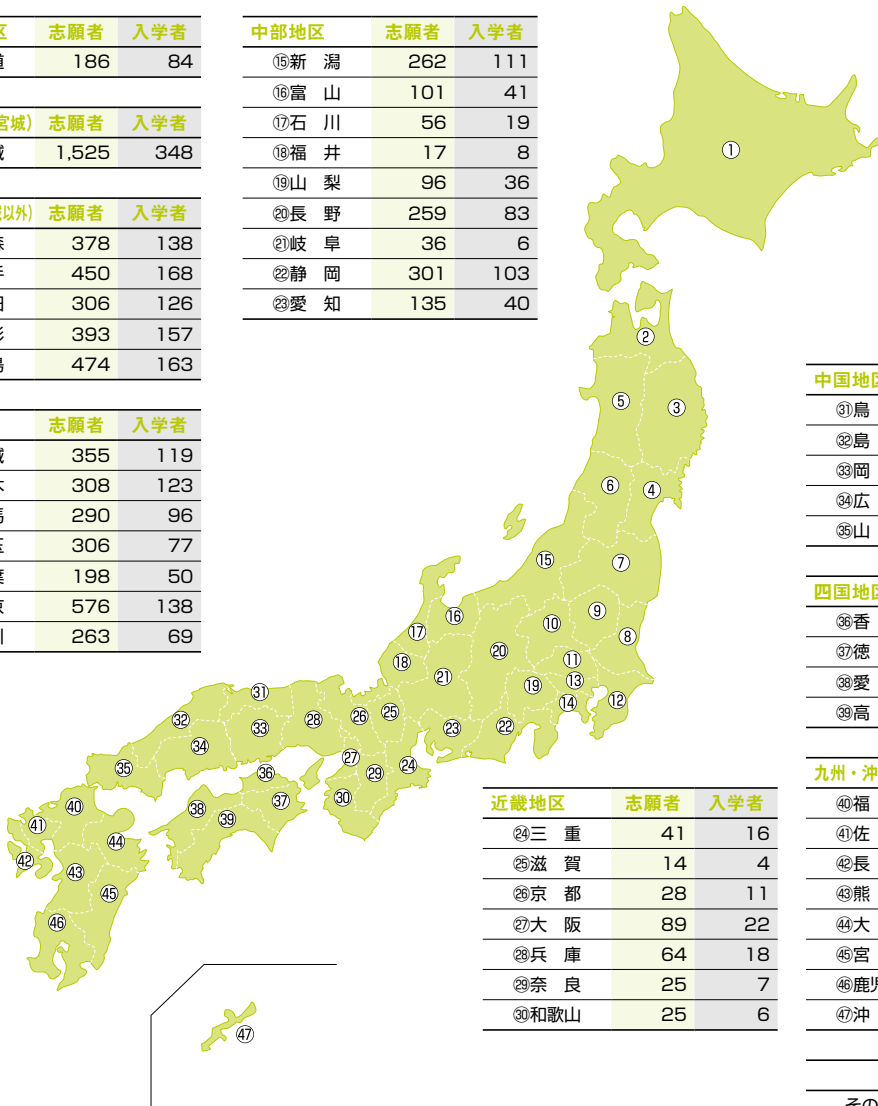 区 志願者 入学者
道 186 84
宮城) 志願者 入学者
城 1,525 348
以外) 志願者 入学者
森 378 138
手 450 168
田 306 126
形 393 157
島 474 163
志願者 入学者
城 355 119
木 308 123
馬 290 96
玉 306 77
葉 198 50
京 576 138
川 263 69
中部地区 志願者 入学者
⑮新 潟 262 111
⑯富 山 101 41
⑰石 川 56 19
⑱福 井 17 8
⑲山 梨 96 36
⑳長 野 259 83
㉑岐 阜 36 6
㉒静 岡 301 103
㉓愛 知 135 40
①
②
⑤
③
⑥
④
⑮
⑦
⑨
⑯
⑩
⑰
⑧
⑳
⑱
⑪
㉑
⑬
⑲
㉛
⑫
⑭
㉖
㉕
㉜
㉘
㉒
㉝
㉓
㉞
㉗
㉔
㉟
㊱
㉙
㊲
㉚
㊵
㊳
㊴
㊶
㊹
㊷
㊸
㊺
㊻
㊼
近畿地区 志願者 入学者
㉔三 重 41 16
㉕滋 賀 14 4
㉖京 都 28 11
㉗大 阪 89 22
㉘兵 庫 64 18
㉙奈 良 25 7
㉚和歌山 25 6
中国地区
㉛鳥
㉜島
㉝岡
㉞広
㉟山
四国地区
㊱香
㊲徳
㊳愛
㊴高
九州・沖
㊵福
㊶佐
㊷長
㊸熊
㊹大
㊺宮
㊻鹿児
㊼沖
その